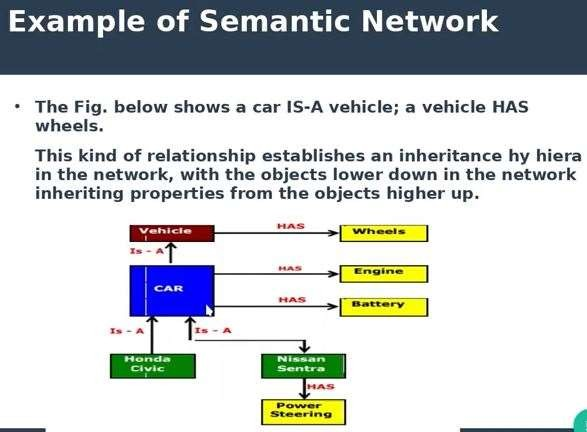 Example of Semantic Network
• The Fig. below shows a car IS-A vehicle; a vehicle HAS
wheels.
This kind of relationship establishes an inheritance hy hiera
in the network, with the objects lower down in the network
inheriting properties from the objects higher up.
Vehicle HAS Wheels
Is - A
CAR HAS Engine
HAS Battery
Is - A Is - A
Honda
Civic
Nissan
Sentra
HAS
Power
Steering